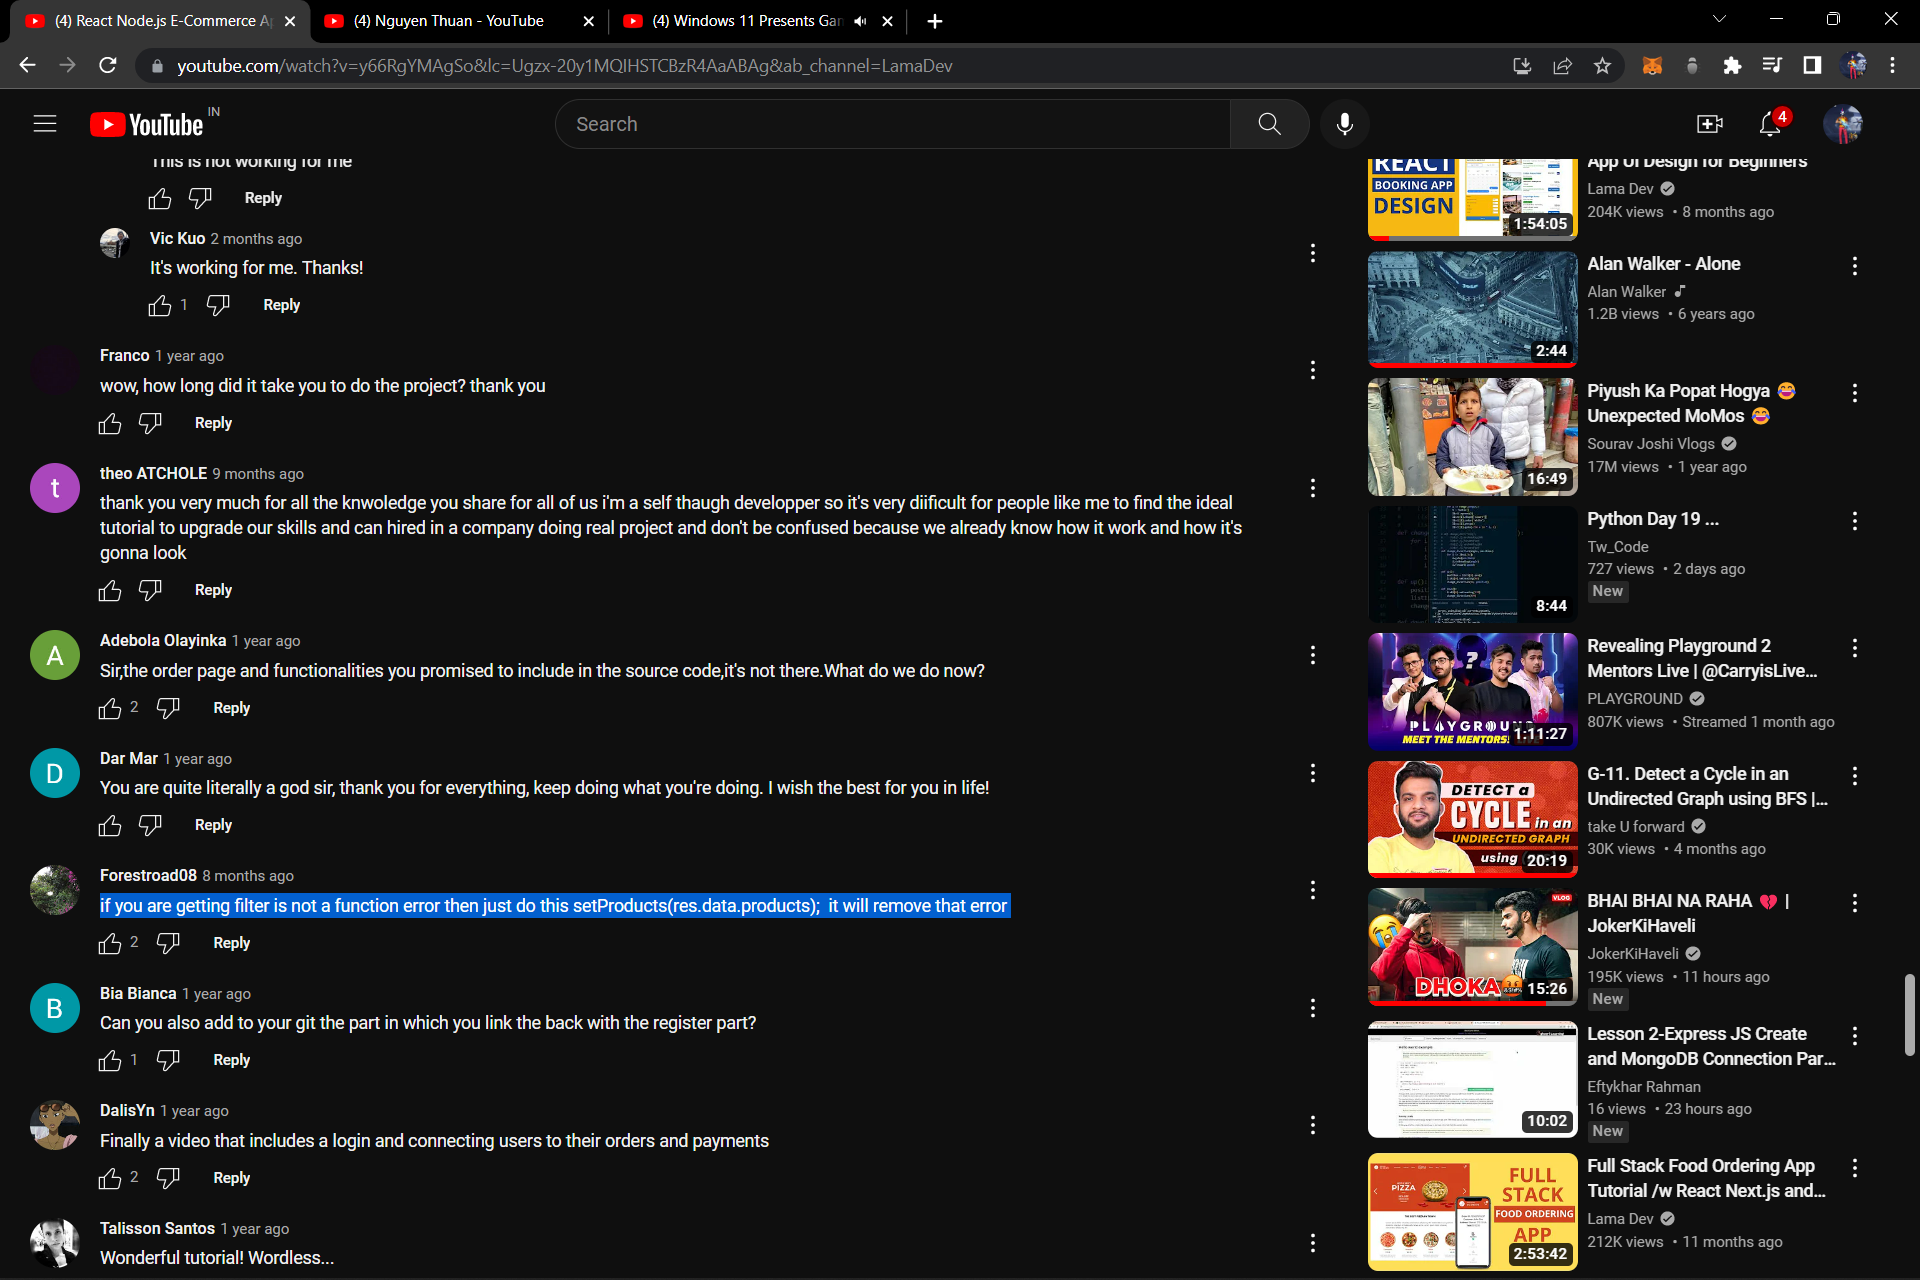 (4) React Node.js E-Commerce A
(4) Nguyen Thuan - YouTube
(4) Windows 11 Presents Gam
youtube.com/watch?v=y66RgYMAgSo&lc=Ugzx-20y1MQIHSTCBzR4AaABAg&ab_channel=LamaDev
YouTube IN
Search
4
This is not working for me
Reply
Vic Kuo 2 months ago
It's working for me. Thanks!
1 Reply
Franco 1 year ago
wow, how long did it take you to do the project? thank you
Reply
t
theo ATCHOLE 9 months ago
thank you very much for all the knwoledge you share for all of us i'm a self thaugh developper so it's very diificult for people like me to find the ideal
tutorial to upgrade our skills and can hired in a company doing real project and don't be confused because we already know how it work and how it's
gonna look
Reply
A
Adebola Olayinka 1 year ago
Sir,the order page and functionalities you promised to include in the source code,it's not there.What do we do now?
2 Reply
D
Dar Mar 1 year ago
You are quite literally a god sir, thank you for everything, keep doing what you're doing. I wish the best for you in life!
Reply
Forestroad08 8 months ago
if you are getting filter is not a function error then just do this setProducts(res.data.products);  it will remove that error
2 Reply
B
Bia Bianca 1 year ago
Can you also add to your git the part in which you link the back with the register part?
1 Reply
DalisYn 1 year ago
Finally a video that includes a login and connecting users to their orders and payments
2 Reply
Talisson Santos 1 year ago
Wonderful tutorial! Wordless...
REACT
BOOKING APP
DESIGN
1:54:05
App UI Design for Beginners
Lama Dev
204K views • 8 months ago
2:44
Alan Walker - Alone
Alan Walker
1.2B views • 6 years ago
16:49
Piyush Ka Popat Hogya 😂
Unexpected MoMos 😂
Sourav Joshi Vlogs
17M views • 1 year ago
8:44
Python Day 19 ...
Tw_Code
727 views • 2 days ago
New
?
PLAYGROUND
MEET THE MENTORS! LIVE
1:11:27
Revealing Playground 2
Mentors Live | @CarryisLive...
PLAYGROUND
807K views • Streamed 1 month ago
DETECT a
CYCLE in an
UNDIRECTED GRAPH
using
20:19
G-11. Detect a Cycle in an
Undirected Graph using BFS |...
take U forward
30K views • 4 months ago
VLOG
DHOKA
15:26
BHAI BHAI NA RAHA 💔 |
JokerKiHaveli
JokerKiHaveli
195K views • 11 hours ago
New
10:02
Lesson 2-Express JS Create
and MongoDB Connection Par...
Eftykhar Rahman
16 views • 23 hours ago
New
PIZZA
FULL
STACK
FOOD ORDERING
APP
2:53:42
Full Stack Food Ordering App
Tutorial /w React Next.js and...
Lama Dev
212K views • 11 months ago